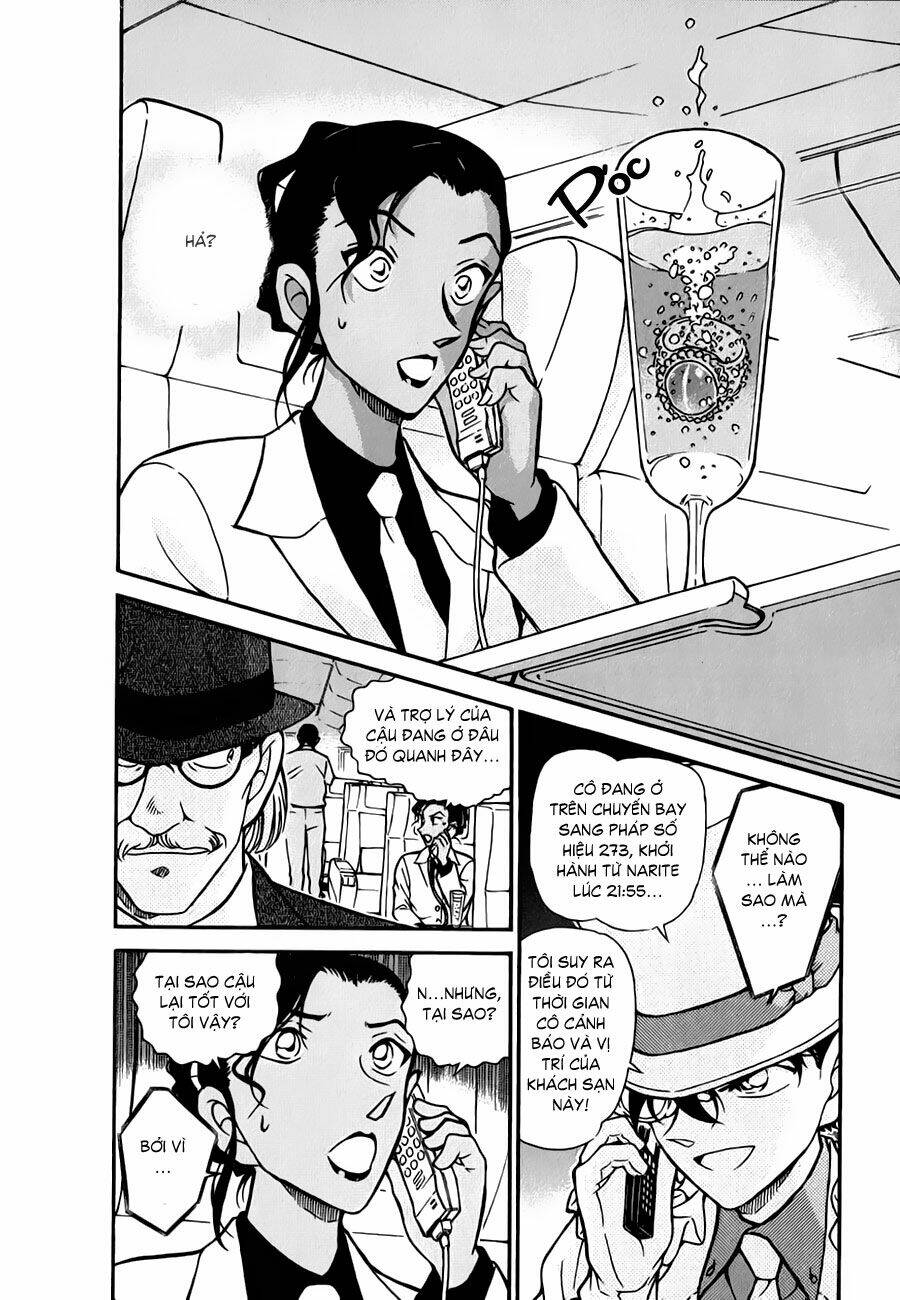 HẢ?
PÓC
KHÔNG
THỂ NÀO
... LÀM
SAO MÀ
...?
CÔ ĐANG Ở
TRÊN CHUYẾN BAY
SANG PHÁP SỐ
HIỆU 273, KHỞI
HÀNH TỪ NARITE
LÚC 21:55...
TÔI SUY RA
ĐIỀU ĐÓ TỪ
THỜI GIAN
CÔ CẢNH
BÁO VÀ VỊ
TRÍ CỦA
KHÁCH SẠN
NÀY!
VÀ TRỢ LÝ CỦA
CẬU ĐANG Ở ĐÂU
ĐÓ QUANH ĐÂY...
N...NHƯNG,
TẠI SAO?
TẠI SAO CẬU
LẠI TỐT VỚI
TÔI VẬY?
BỞI VÌ
...